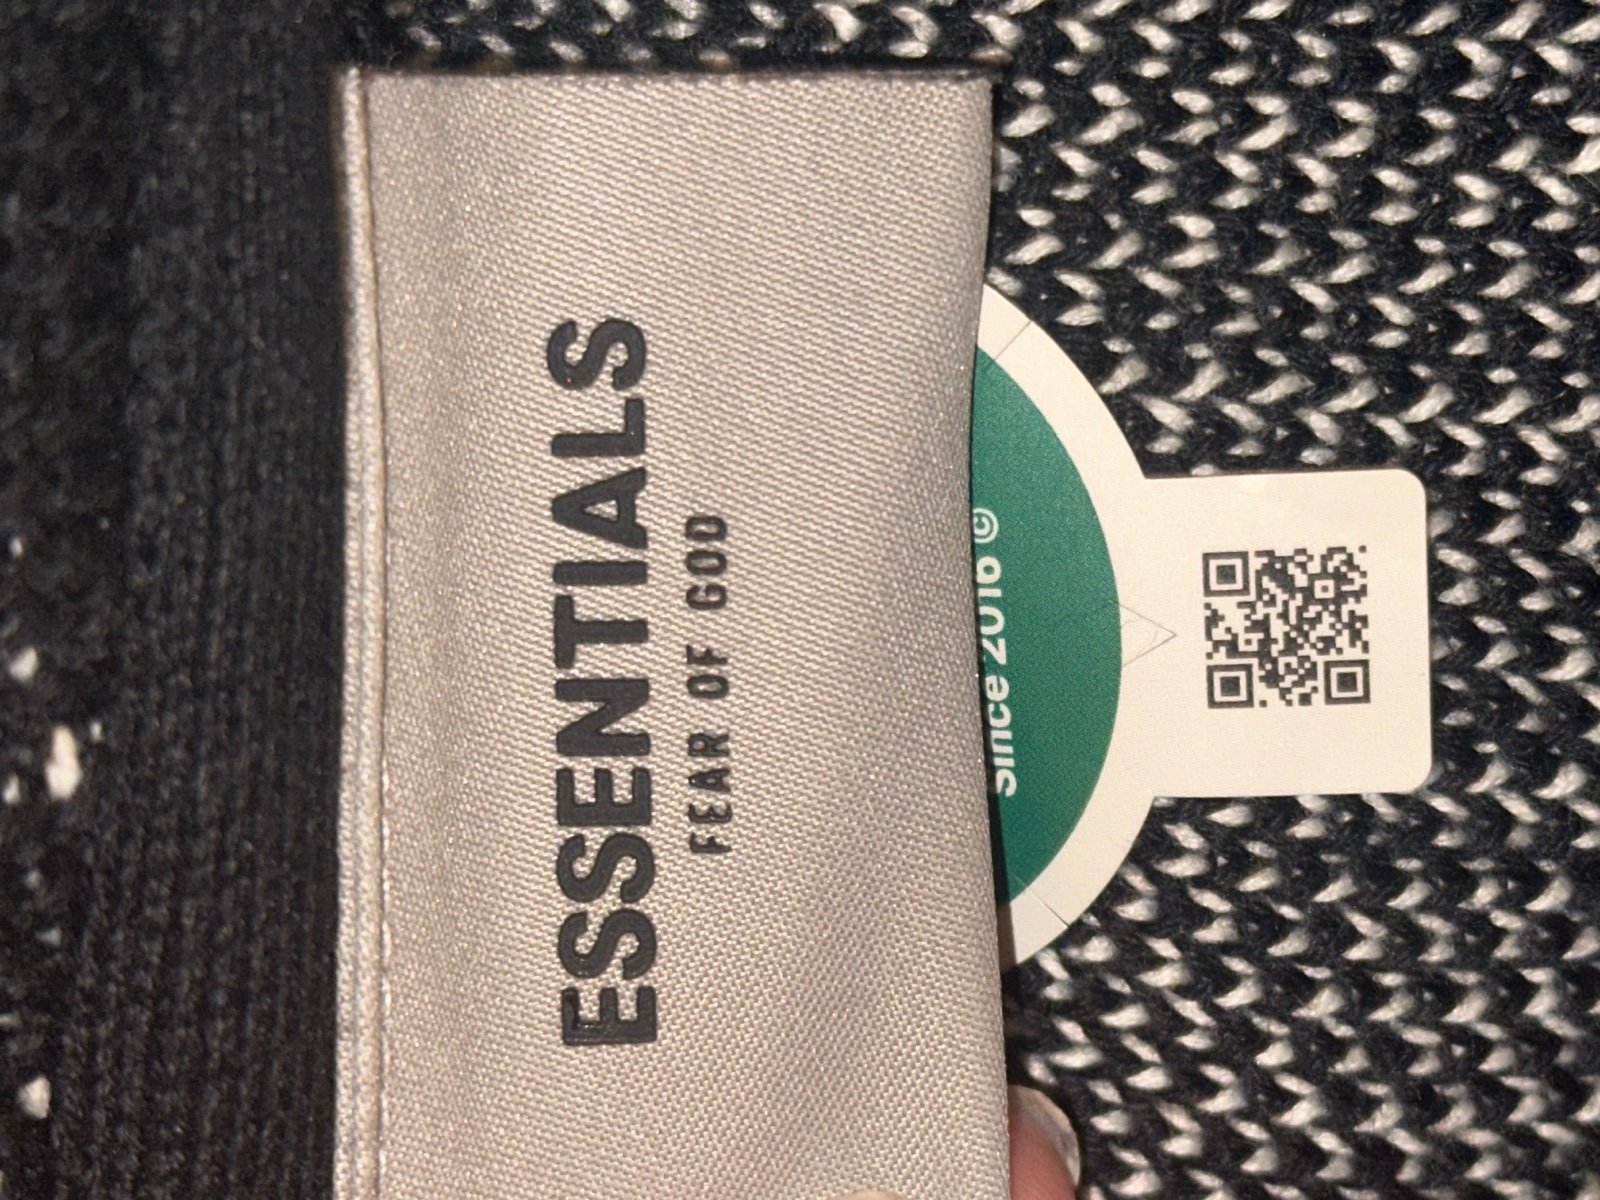 ESSENTIALS
FEAR OF GOD
Since 2016 ©